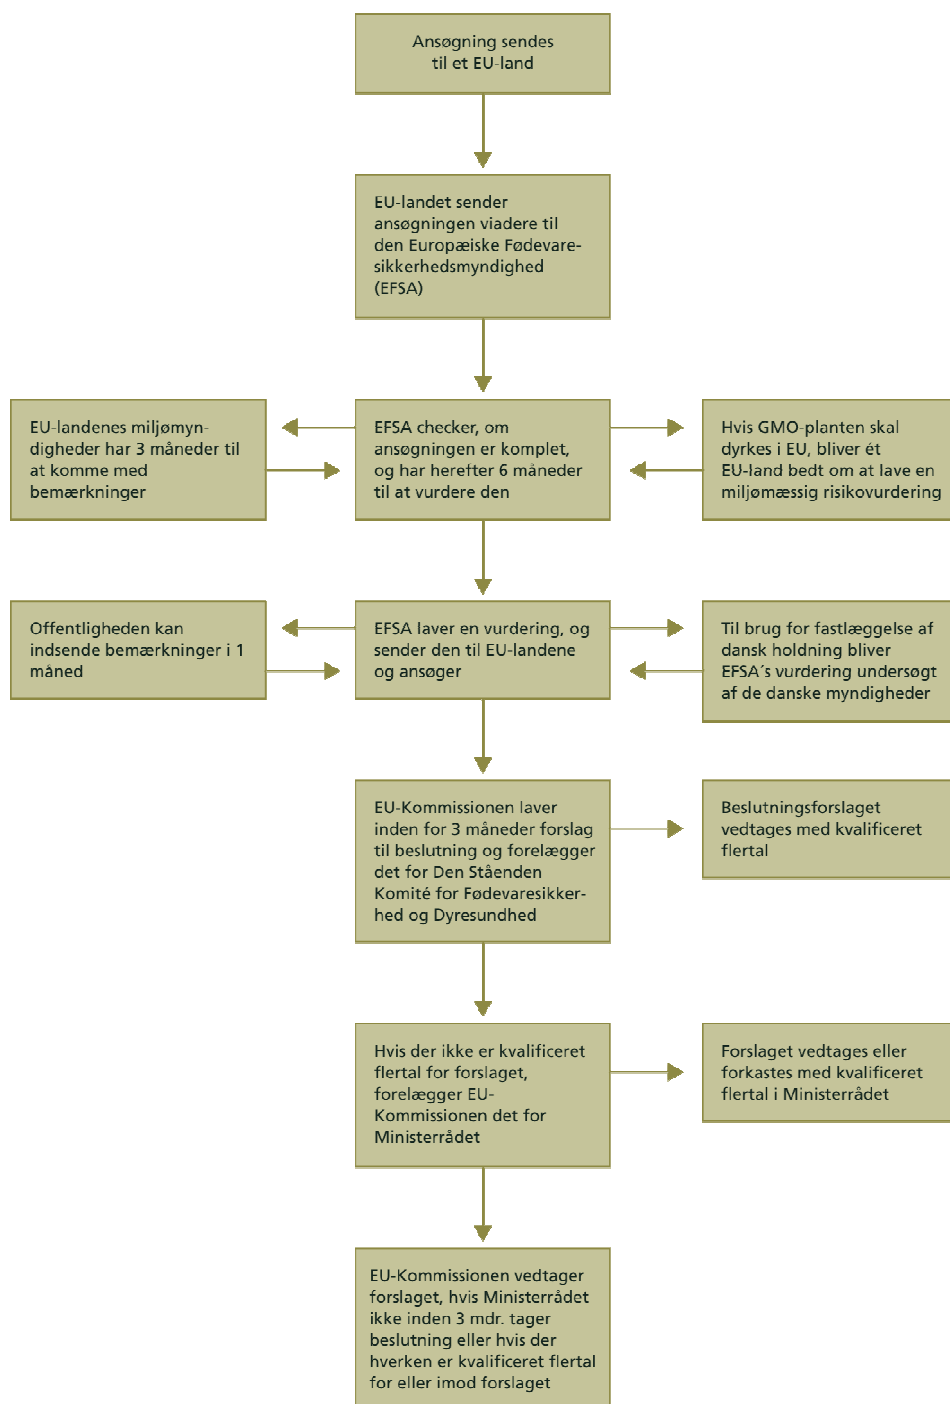 Ansøgning sendes
til et EU-land
EU-landet sender
ansøgningen viadere til
den Europæiske Fødevare-
sikkerhedsmyndighed
(EFSA)
EU-landenes miljømyn-
digheder har 3 måneder til
at komme med
bemærkninger
EFSA checker, om
ansøgningen er komplet,
og har herefter 6 måneder
til at vurdere den
Hvis GMO-planten skal
dyrkes i EU, bliver ét
EU-land bedt om at lave en
miljømæssig risikovurdering
Offentligheden kan
indsende bemærkninger i 1
måned
EFSA laver en vurdering, og
sender den til EU-landene
og ansøger
Til brug for fastlæggelse af
dansk holdning bliver
EFSA´s vurdering undersøgt
af de danske myndigheder
EU-Kommissionen laver
inden for 3 måneder forslag
til beslutning og forelægger
det for Den Ståenden
Komité for Fødevaresikker-
hed og Dyresundhed
Beslutningsforslaget
vedtages med kvalificeret
flertal
Hvis der ikke er kvalificeret
flertal for forslaget,
forelægger EU-
Kommissionen det for
Ministerrådet
Forslaget vedtages eller
forkastes med kvalificeret
flertal i Ministerrådet
EU-Kommissionen vedtager
forslaget, hvis Ministerrådet
ikke inden 3 mdr. tager
beslutning eller hvis der
hverken er kvalificeret flertal
for eller imod forslaget